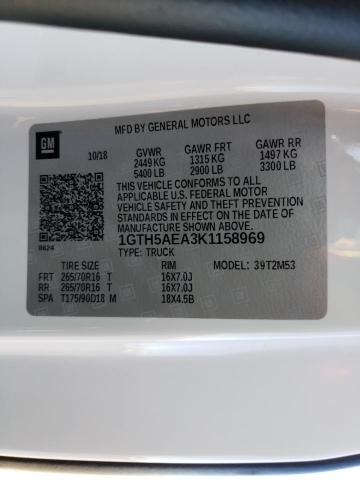 GM
MFD BY GENERAL MOTORS LLC
10/18 GVWR GAWR FRT GAWR RR
2449 KG 1315 KG 1497 KG
5400 LB 2900 LB 3300 LB
THIS VEHICLE CONFORMS TO ALL
APPLICABLE U.S. FEDERAL MOTOR
VEHICLE SAFETY AND THEFT PREVENTION
STANDARDS IN EFFECT ON THE DATE OF
MANUFACTURE SHOWN ABOVE.
1GTH5AEA3K1158969
8624 TYPE: TRUCK MODEL: 39T2M53
TIRE SIZE RIM
FRT 265/70R16 T 16X7.0J
RR 265/70R16 T 16X7.0J
SPA T175/90D18 M 18X4.5B